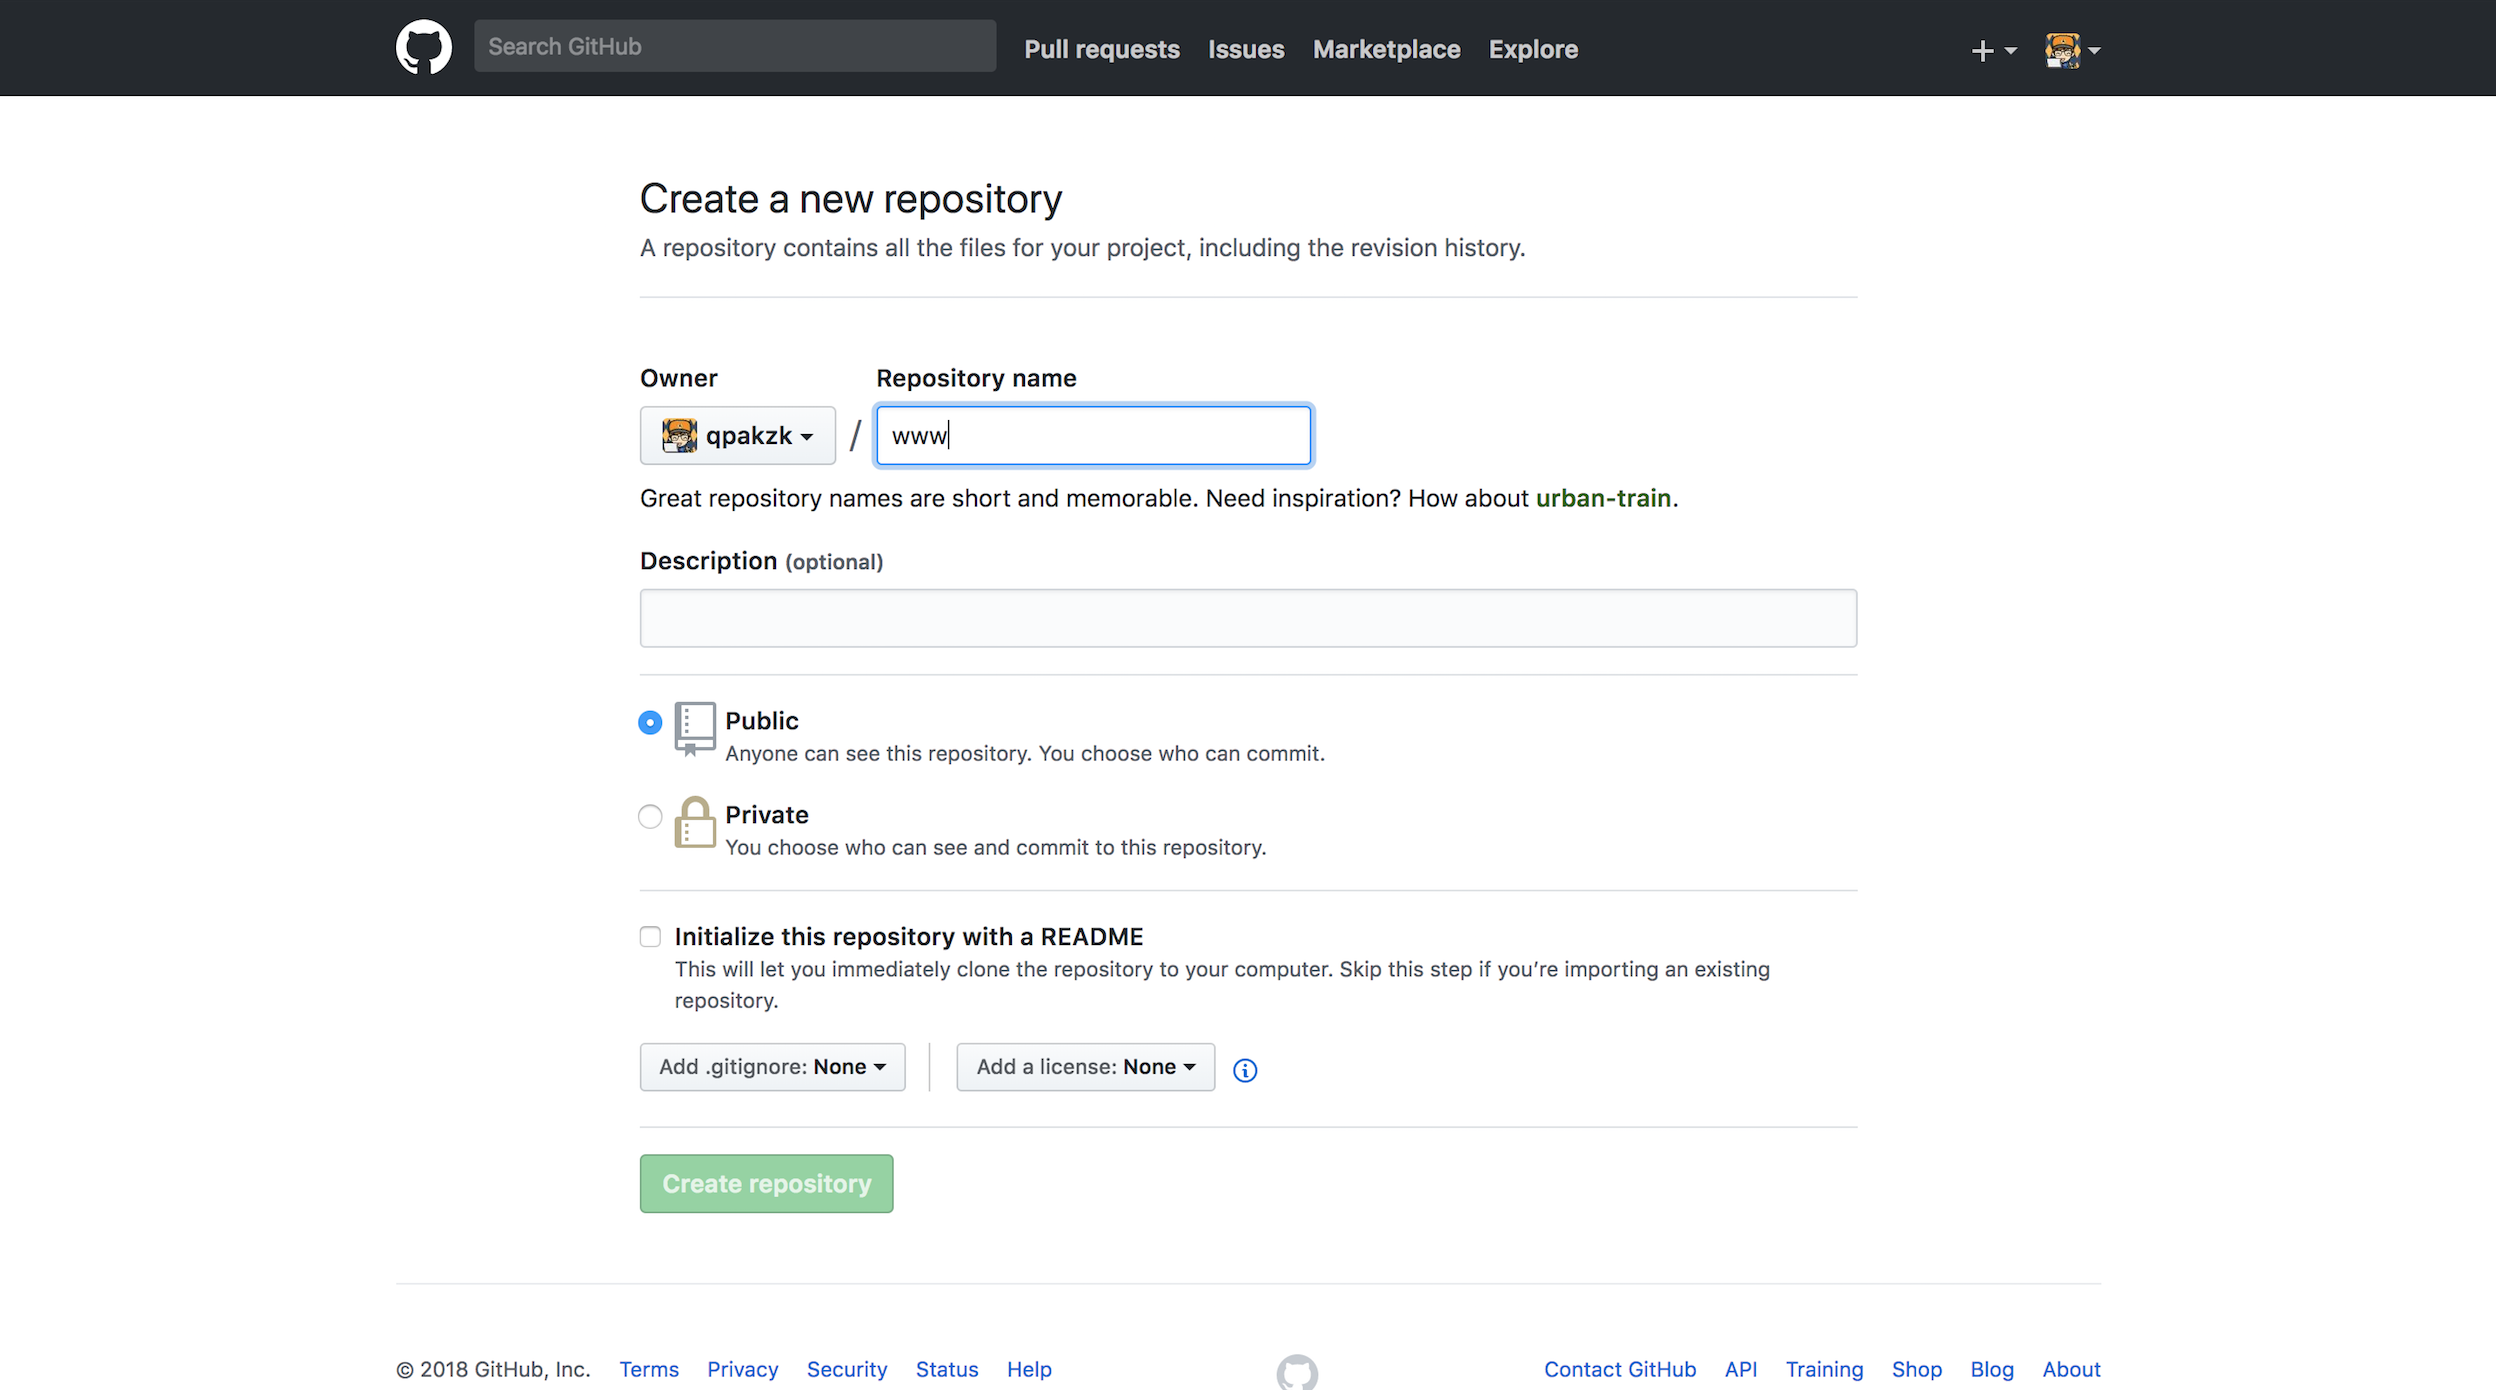 Search GitHub
Pull requests Issues Marketplace Explore
Create a new repository
A repository contains all the files for your project, including the revision history.
Owner Repository name
qpakzk / www
Great repository names are short and memorable. Need inspiration? How about urban-train.
Description (optional)
Public
Anyone can see this repository. You choose who can commit.
Private
You choose who can see and commit to this repository.
Initialize this repository with a README
This will let you immediately clone the repository to your computer. Skip this step if you’re importing an existing
repository.
Add .gitignore: None Add a license: None
Create repository
© 2018 GitHub, Inc. Terms Privacy Security Status Help Contact GitHub API Training Shop Blog About